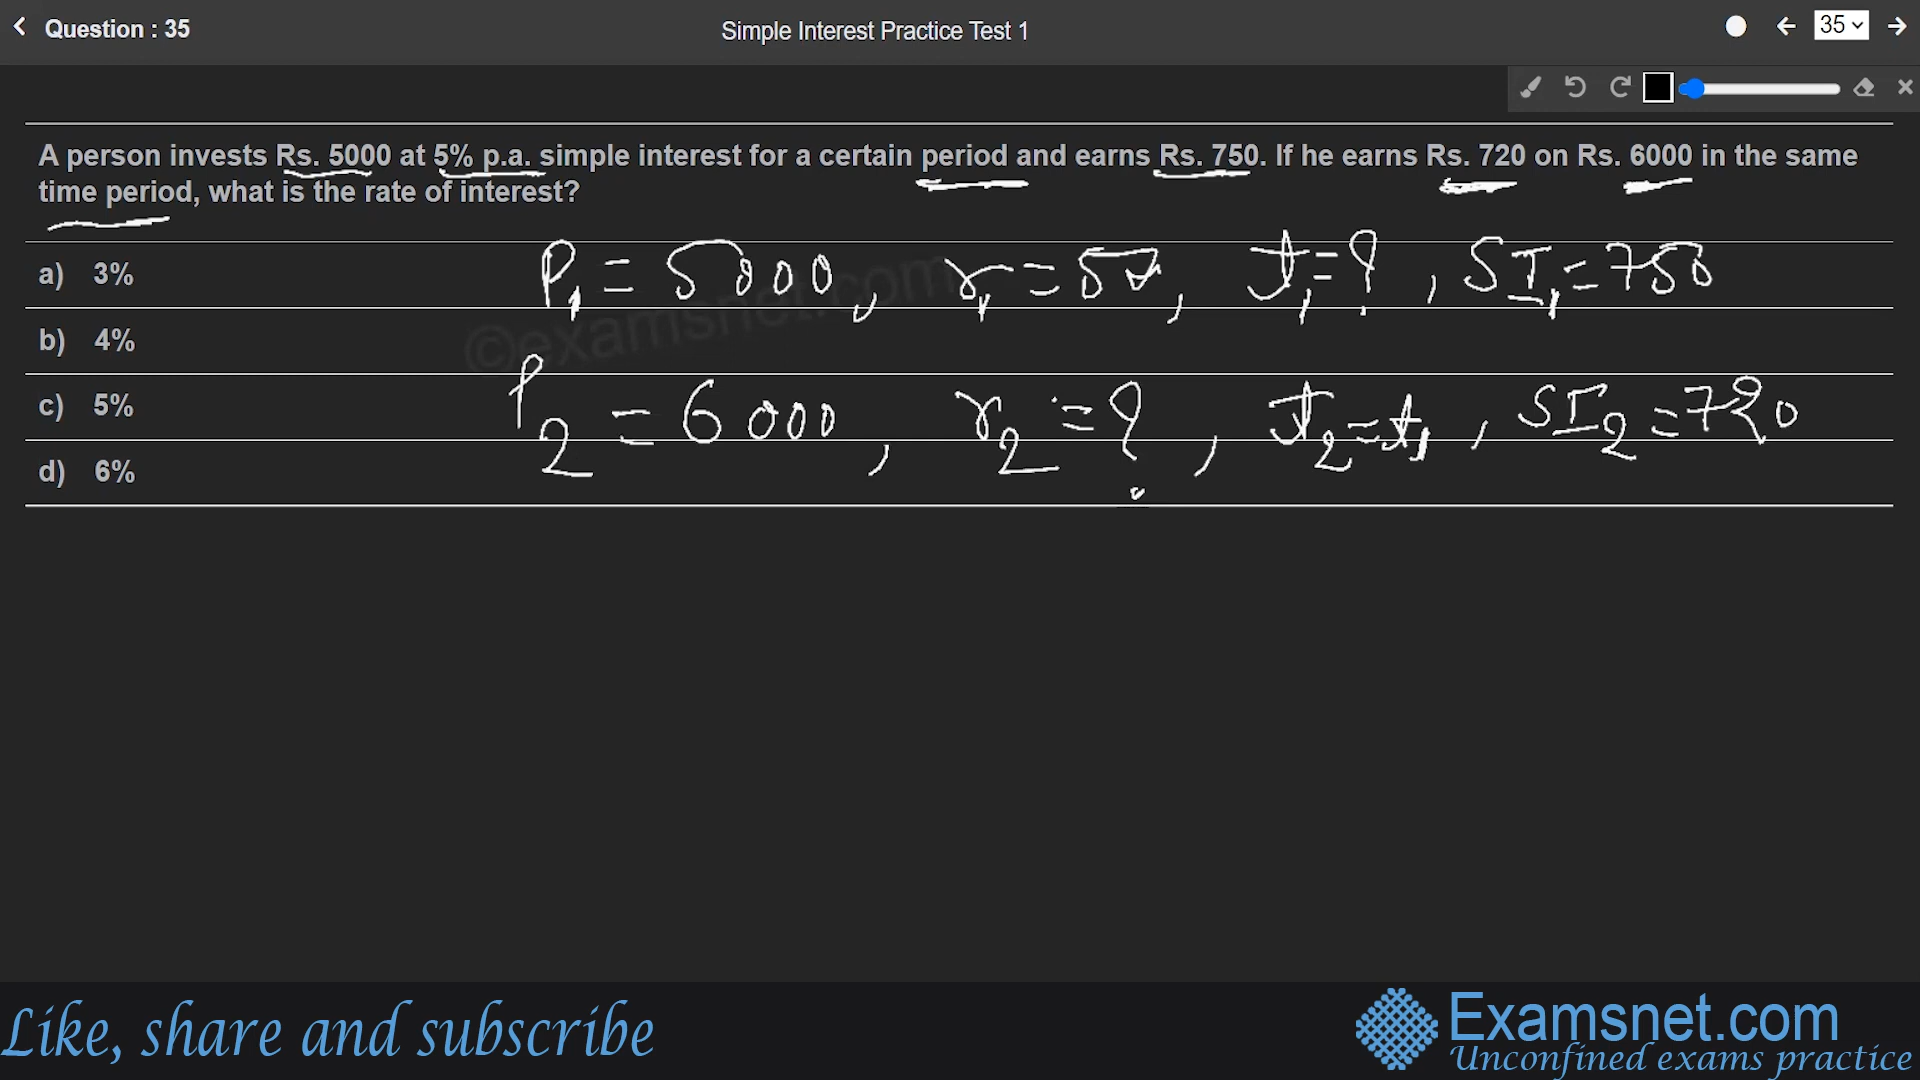 Question : 35
Simple Interest Practice Test 1
35
A person invests Rs. 5000 at 5% p.a. simple interest for a certain period and earns Rs. 750. If he earns Rs. 720 on Rs. 6000 in the same
time period, what is the rate of interest?
a) 3%
b) 4%
c) 5%
d) 6%
P₁ = 5000, r₁ = 5%, t₁ = ?, SI₁ = 750
P₂ = 6000, r₂ = ?, t₂ = t₁, SI₂ = 720
©examsnet.com
Like, share and subscribe
Examsnet.com
Unconfined exams practice